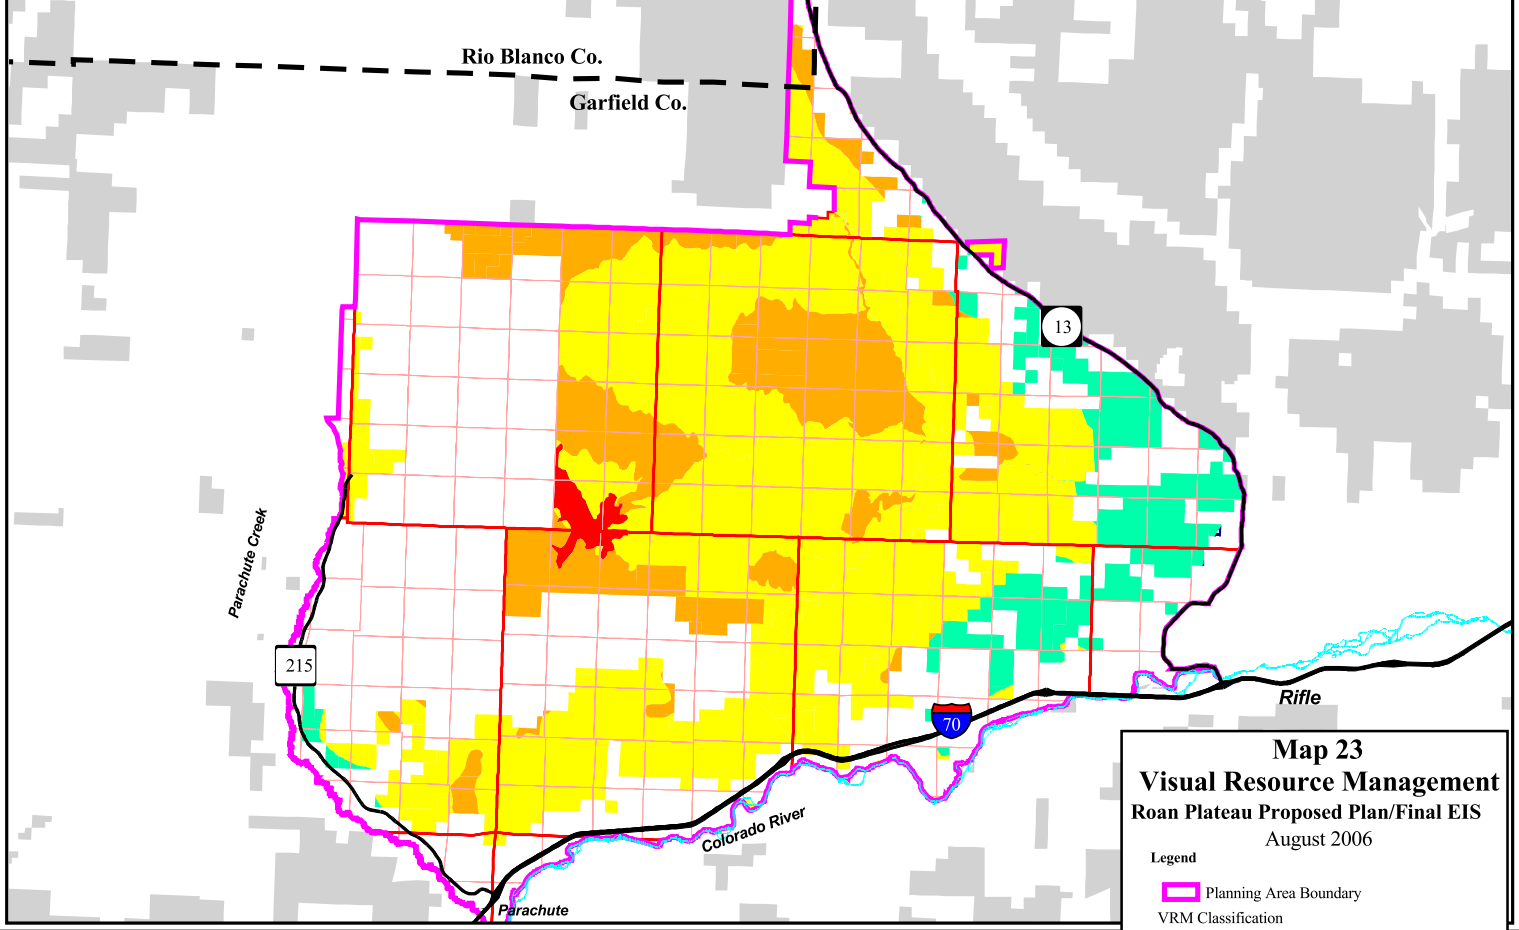 Rio Blanco Co.
Garfield Co.
13
Parachute Creek
215
70
Rifle
Colorado River
Parachute
Map 23
Visual Resource Management
Roan Plateau Proposed Plan/Final EIS
August 2006
Legend
Planning Area Boundary
VRM Classification